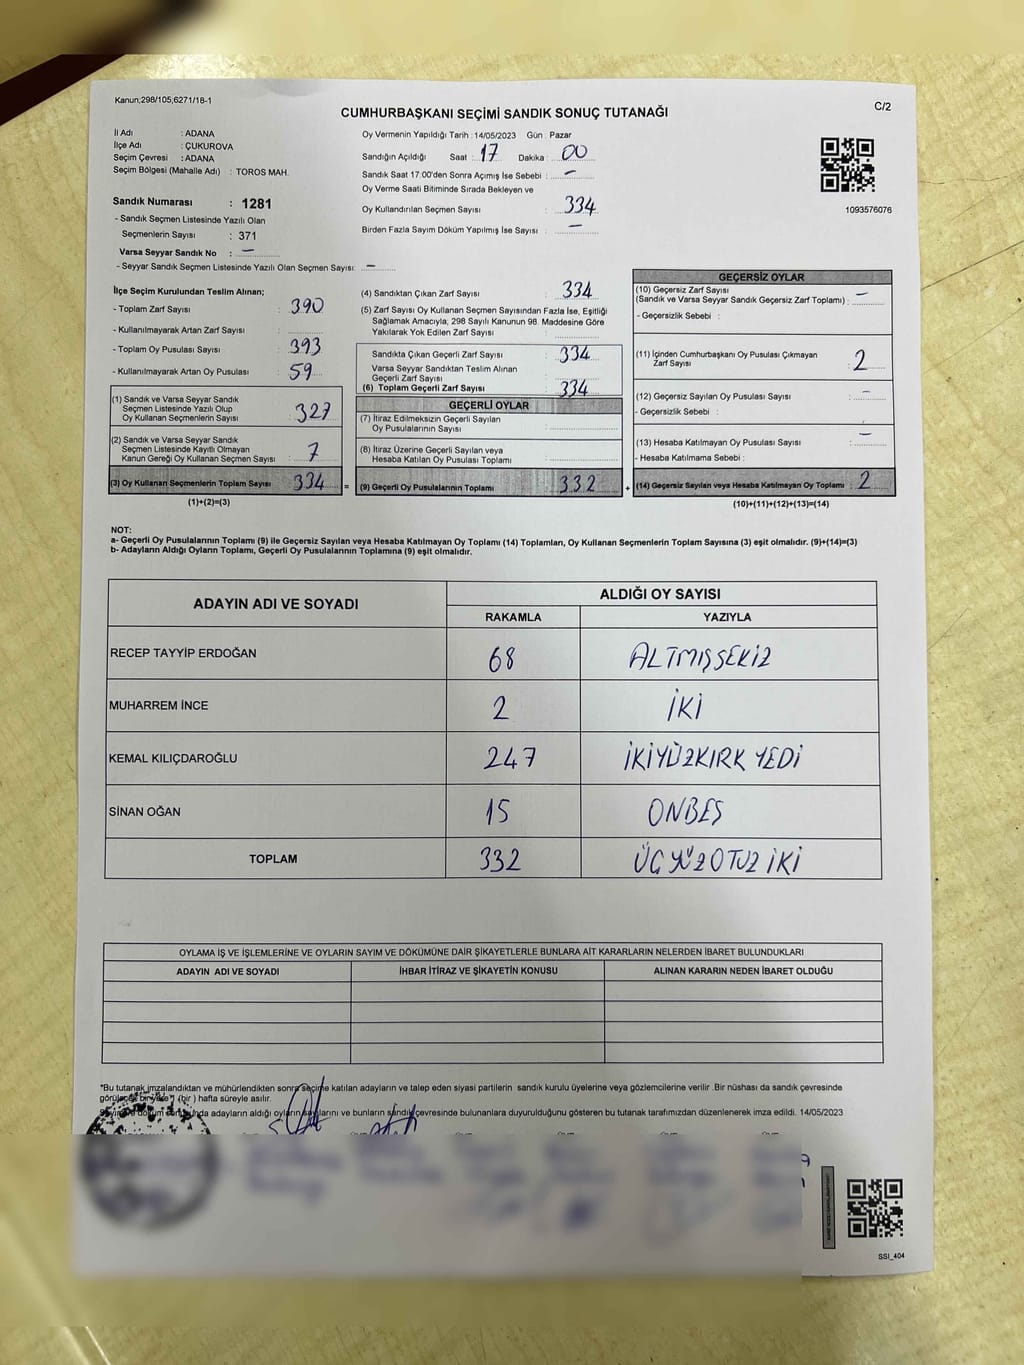 Kanun;298/105,6271/18-1
C/2
CUMHURBAŞKANI SEÇİMİ SANDIK SONUÇ TUTANAĞI
İl Adı : ADANA
İlçe Adı : ÇUKUROVA
Seçim Çevresi : ADANA
Seçim Bölgesi (Mahalle Adı) : TOROS MAH.
Sandık Numarası : 1281
- Sandık Seçmen Listesinde Yazılı Olan
Seçmenlerin Sayısı : 371
Varsa Seyyar Sandık No : —
- Seyyar Sandık Seçmen Listesinde Yazılı Olan Seçmen Sayısı: —
Oy Vermenin Yapıldığı Tarih : 14/05/2023 Gün : Pazar
Sandığın Açıldığı Saat : 17 Dakika : 00
Sandık Saat 17:00'den Sonra Açımış İse Sebebi : —
Oy Verme Saati Bitiminde Sırada Bekleyen ve
Oy Kullandırılan Seçmen Sayısı : 334
Birden Fazla Sayım Döküm Yapılmış İse Sayısı : —
1093576076
İlçe Seçim Kurulundan Teslim Alınan;
- Toplam Zarf Sayısı : 390
- Kullanılmayarak Artan Zarf Sayısı :
- Toplam Oy Pusulası Sayısı : 393
- Kullanılmayarak Artan Oy Pusulası : 59
(1) Sandık ve Varsa Seyyar Sandık
Seçmen Listesinde Yazılı Olup
Oy Kullanan Seçmenlerin Sayısı : 327
(2) Sandık ve Varsa Seyyar Sandık
Seçmen Listesinde Kayıtlı Olmayan
Kanun Gereği Oy Kullanan Seçmen Sayısı : 7
(3) Oy Kullanan Seçmenlerin Toplam Sayısı : 334 =
(1)+(2)=(3)
(4) Sandıktan Çıkan Zarf Sayısı : 334
(5) Zarf Sayısı Oy Kullanan Seçmen Sayısından Fazla İse, Eşitliği
Sağlamak Amacıyla; 298 Sayılı Kanunun 98. Maddesine Göre
Yakılarak Yok Edilen Zarf Sayısı :
Sandıkta Çıkan Geçerli Zarf Sayısı : 334
Varsa Seyyar Sandıktan Teslim Alınan
Geçerli Zarf Sayısı :
(6) Toplam Geçerli Zarf Sayısı : 334
GEÇERLİ OYLAR
(7) İtiraz Edilmeksizin Geçerli Sayılan
Oy Pusulalarının Sayısı :
(8) İtiraz Üzerine Geçerli Sayılan veya
Hesaba Katılan Oy Pusulası Toplamı :
(9) Geçerli Oy Pusulalarının Toplamı : 332 +
GEÇERSİZ OYLAR
(10) Geçersiz Zarf Sayısı
(Sandık ve Varsa Seyyar Sandık Geçersiz Zarf Toplamı) : —
- Geçersizlik Sebebi :
(11) İçinden Cumhurbaşkanı Oy Pusulası Çıkmayan
Zarf Sayısı : 2
(12) Geçersiz Sayılan Oy Pusulası Sayısı : —
- Geçersizlik Sebebi :
(13) Hesaba Katılmayan Oy Pusulası Sayısı : —
- Hesaba Katılmama Sebebi :
(14) Geçersiz Sayılan veya Hesaba Katılmayan Oy Toplamı : 2
(10)+(11)+(12)+(13)=(14)
NOT:
a- Geçerli Oy Pusulalarının Toplamı (9) ile Geçersiz Sayılan veya Hesaba Katılmayan Oy Toplamı (14) Toplamları, Oy Kullanan Seçmenlerin Toplam Sayısına (3) eşit olmalıdır. (9)+(14)=(3)
b- Adayların Aldığı Oyların Toplamı, Geçerli Oy Pusulalarının Toplamına (9) eşit olmalıdır.
ADAYIN ADI VE SOYADI
ALDIĞI OY SAYISI
RAKAMLA YAZIYLA
RECEP TAYYİP ERDOĞAN 68 ALTMIŞSEKİZ
MUHARREM İNCE 2 İKİ
KEMAL KILIÇDAROĞLU 247 İKİYÜZKIRK YEDİ
SİNAN OĞAN 15 ONBEŞ
TOPLAM 332 ÜÇ YÜZ OTUZ İKİ
OYLAMA İŞ VE İŞLEMLERİNE VE OYLARIN SAYIM VE DÖKÜMÜNE DAİR ŞİKAYETLERLE BUNLARA AİT KARARLARIN NELERDEN İBARET BULUNDUKLARI
ADAYIN ADI VE SOYADI İHBAR İTİRAZ VE ŞİKAYETİN KONUSU ALINAN KARARIN NEDEN İBARET OLDUĞU
*Bu tutanak imzalandıktan ve mühürlendikten sonra seçime katılan adayların ve talep eden siyasi partilerin sandık kurulu üyelerine veya gözlemcilerine verilir .Bir nüshası da sandık çevresinde
(bir) hafta süreyle asılır.
adayların aldığı oyların sayılarını ve bunların sandık çevresinde bulunanlara duyurulduğunu gösteren bu tutanak tarafımızdan düzenlenerek imza edildi. 14/05/2023
SSI_404